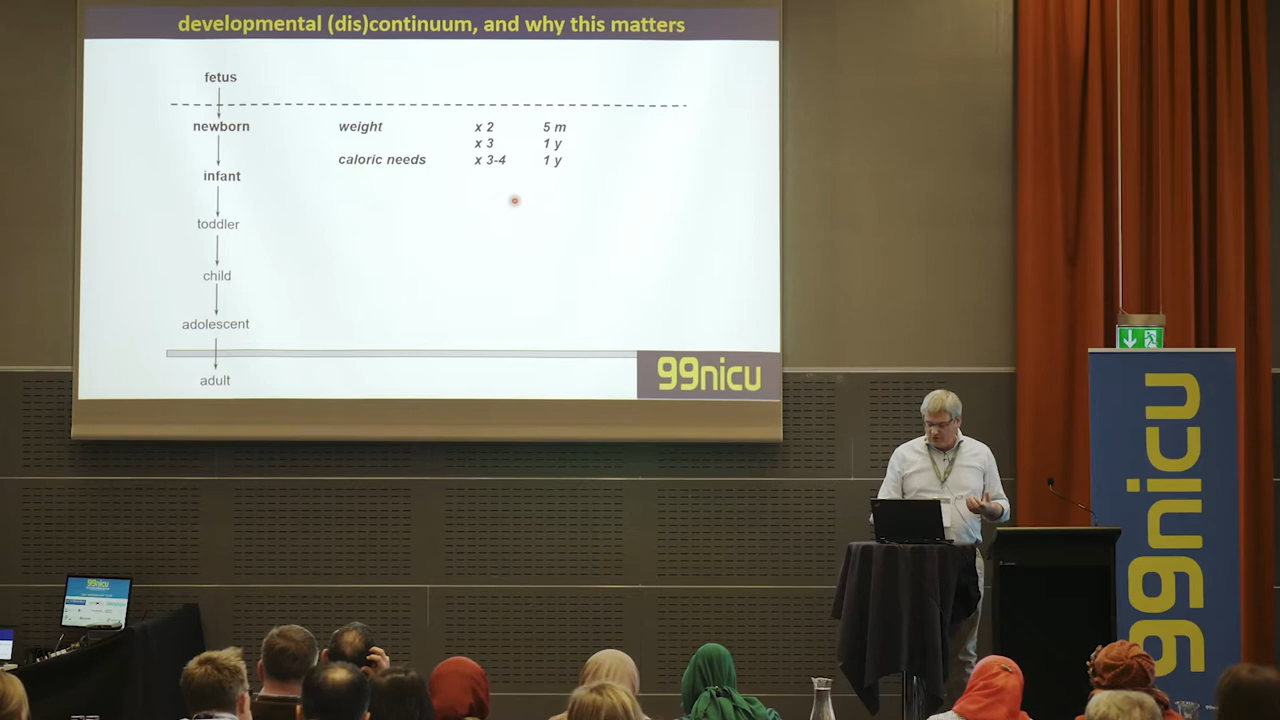 developmental (dis)continuum, and why this matters
fetus
newborn weight x 2 5 m
x 3 1 y
caloric needs x 3-4 1 y
infant
toddler
child
adolescent
adult
99nicu
99nicu
99nicu